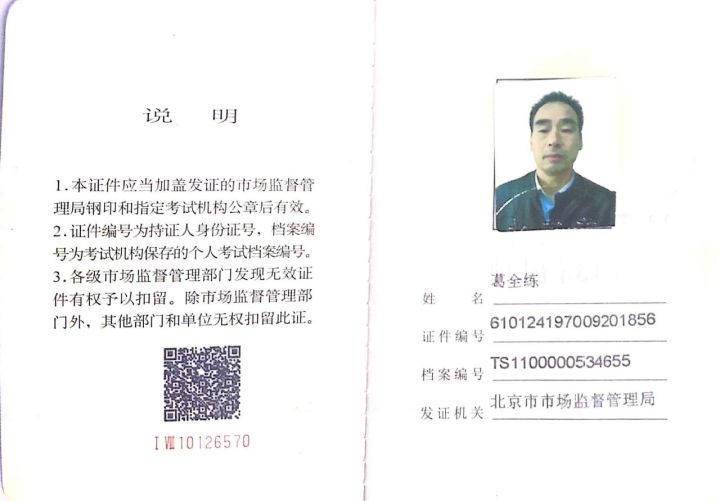 说 明
1.本证件应当加盖发证的市场监督管
理局钢印和指定考试机构公章后有效。
2.证件编号为持证人身份证号，档案编
号为考试机构保存的个人考试档案编号。
3.各级市场监督管理部门发现无效证
件有权予以扣留。除市场监督管理部
门外，其他部门和单位无权扣留此证。
ⅠⅧ10126570
姓 名 葛全练
证件编号 610124197009201856
档案编号 TS1100000534655
发证机关 北京市市场监督管理局